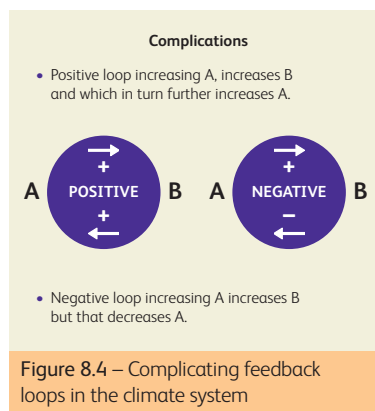 Complications
• Positive loop increasing A, increases B
and which in turn further increases A.
+
A POSITIVE B
+
+
A NEGATIVE B
–
• Negative loop increasing A increases B
but that decreases A.
Figure 8.4 – Complicating feedback
loops in the climate system